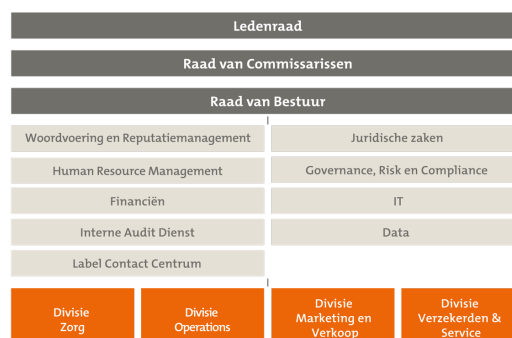 Ledenraad
Raad van Commissarissen
Raad van Bestuur
Woordvoering en Reputatiemanagement
Juridische zaken
Human Resource Management
Governance, Risk en Compliance
Financiën
IT
Interne Audit Dienst
Data
Label Contact Centrum
Divisie
Zorg
Divisie
Operations
Divisie
Marketing en
Verkoop
Divisie
Verzekerden &
Service